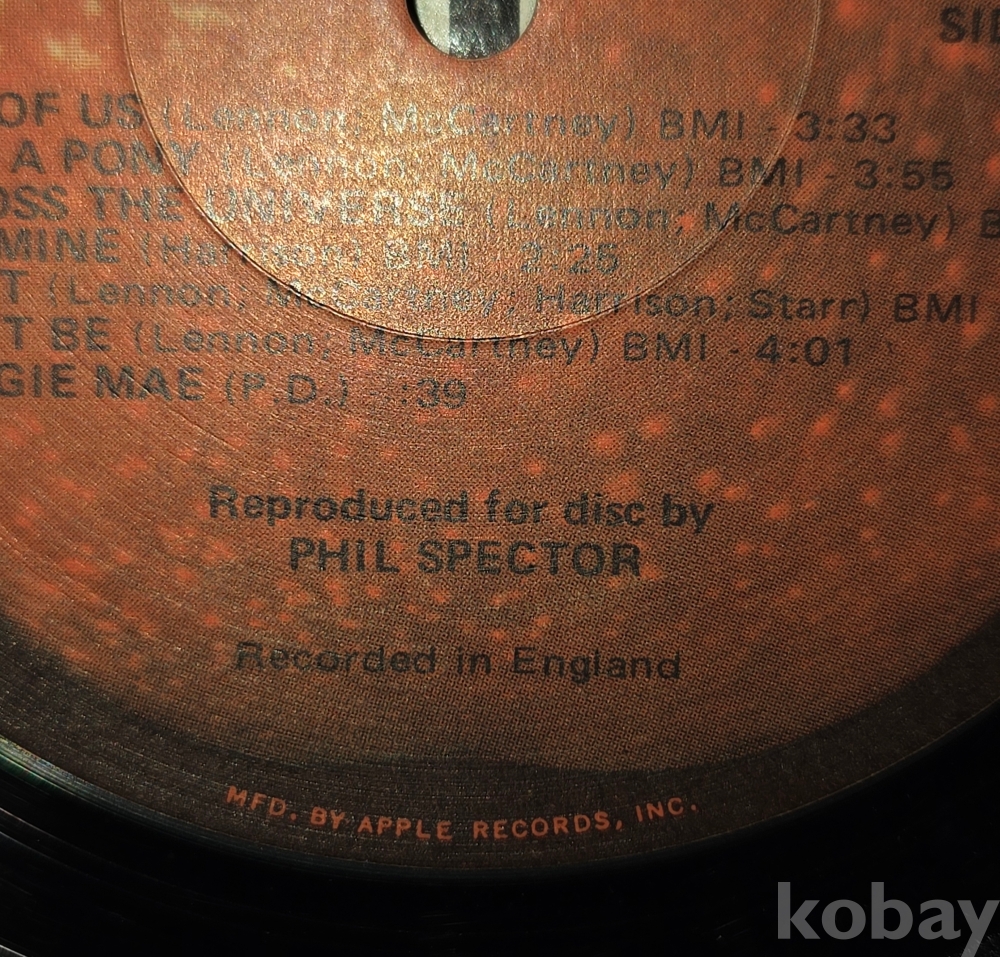 SI
OF US (Lennon; McCartney) BMI - 3:33
A PONY (Lennon; McCartney) BMI - 3:55
OSS THE UNIVERSE (Lennon; McCartney) B
MINE (Harrison) BMI - 2:25
T (Lennon; McCartney; Harrison; Starr) BMI
T BE (Lennon; McCartney) BMI - 4:01
GIE MAE (P.D.) - :39
Reproduced for disc by
PHIL SPECTOR
Recorded in England
MFD. BY APPLE RECORDS, INC.
kobay